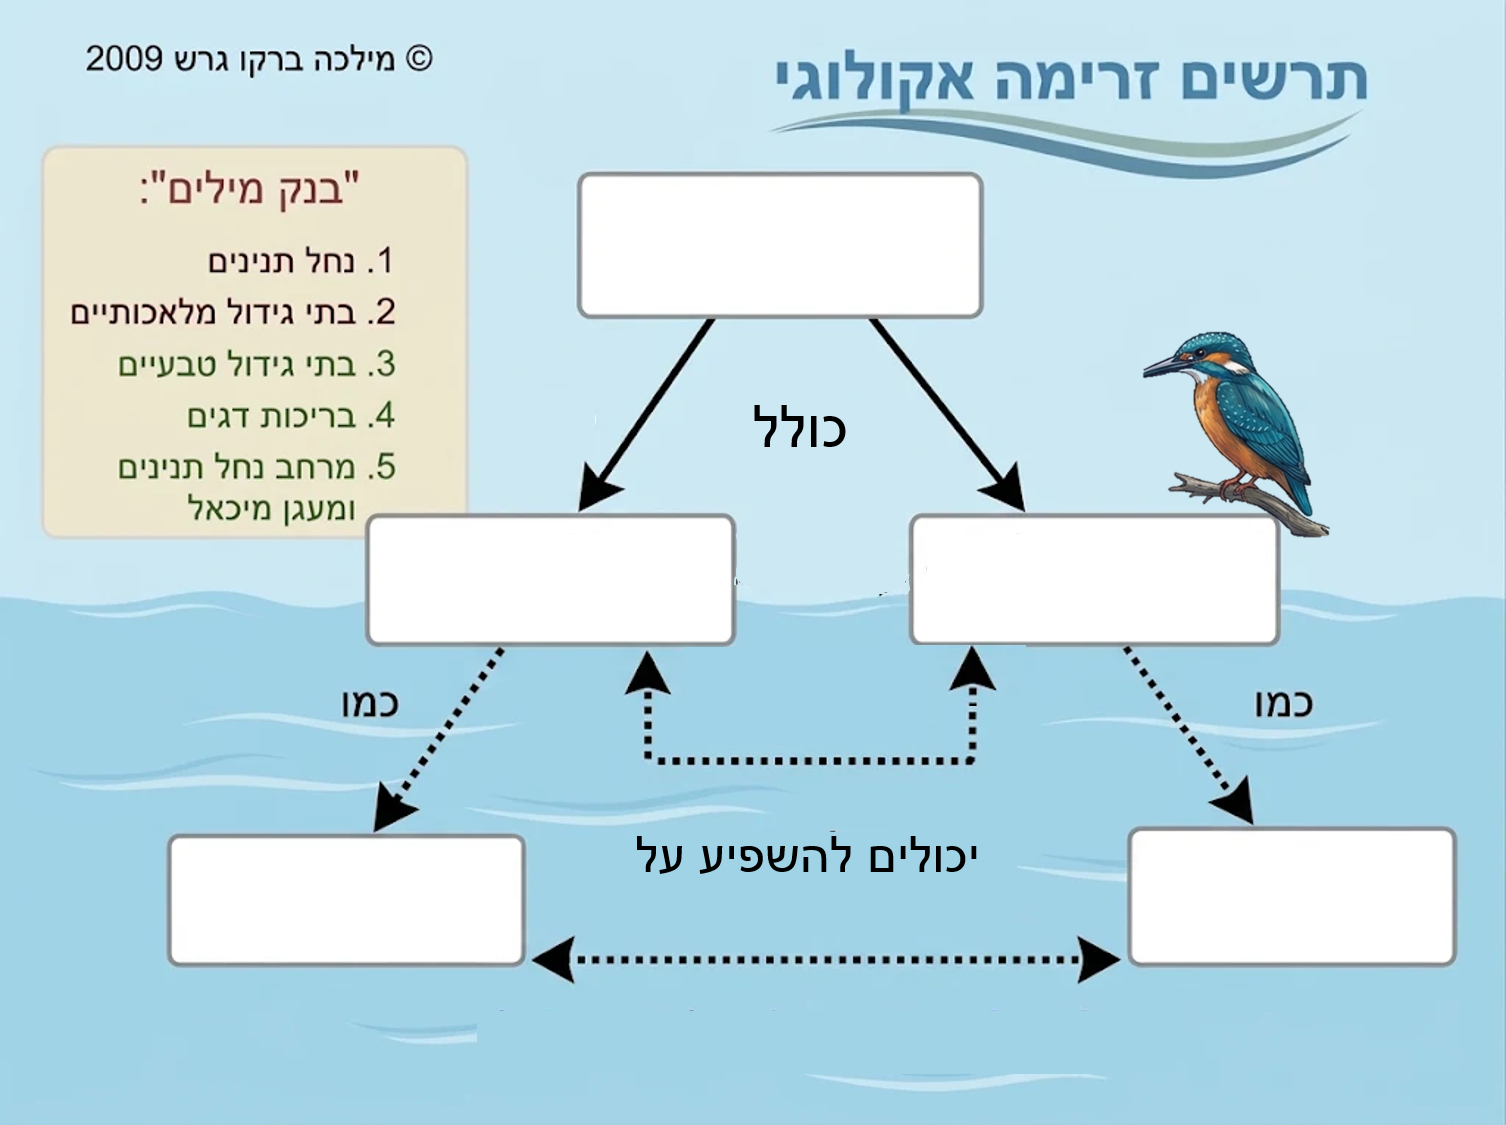 תרשים זרימה אקולוגי
© מילכה ברקו גרש 2009
"בנק מילים":
1. נחל תנינים
2. בתי גידול מלאכותיים
3. בתי גידול טבעיים
4. בריכות דגים
5. מרחב נחל תנינים
ומעגן מיכאל
כולל
כמו
כמו
יכולים להשפיע על